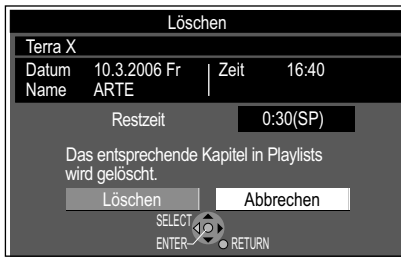 Löschen
Terra X
Datum 10.3.2006 Fr Zeit 16:40
Name ARTE
Restzeit 0:30(SP)
Das entsprechende Kapitel in Playlists
wird gelöscht.
Löschen Abbrechen
SELECT
ENTER RETURN